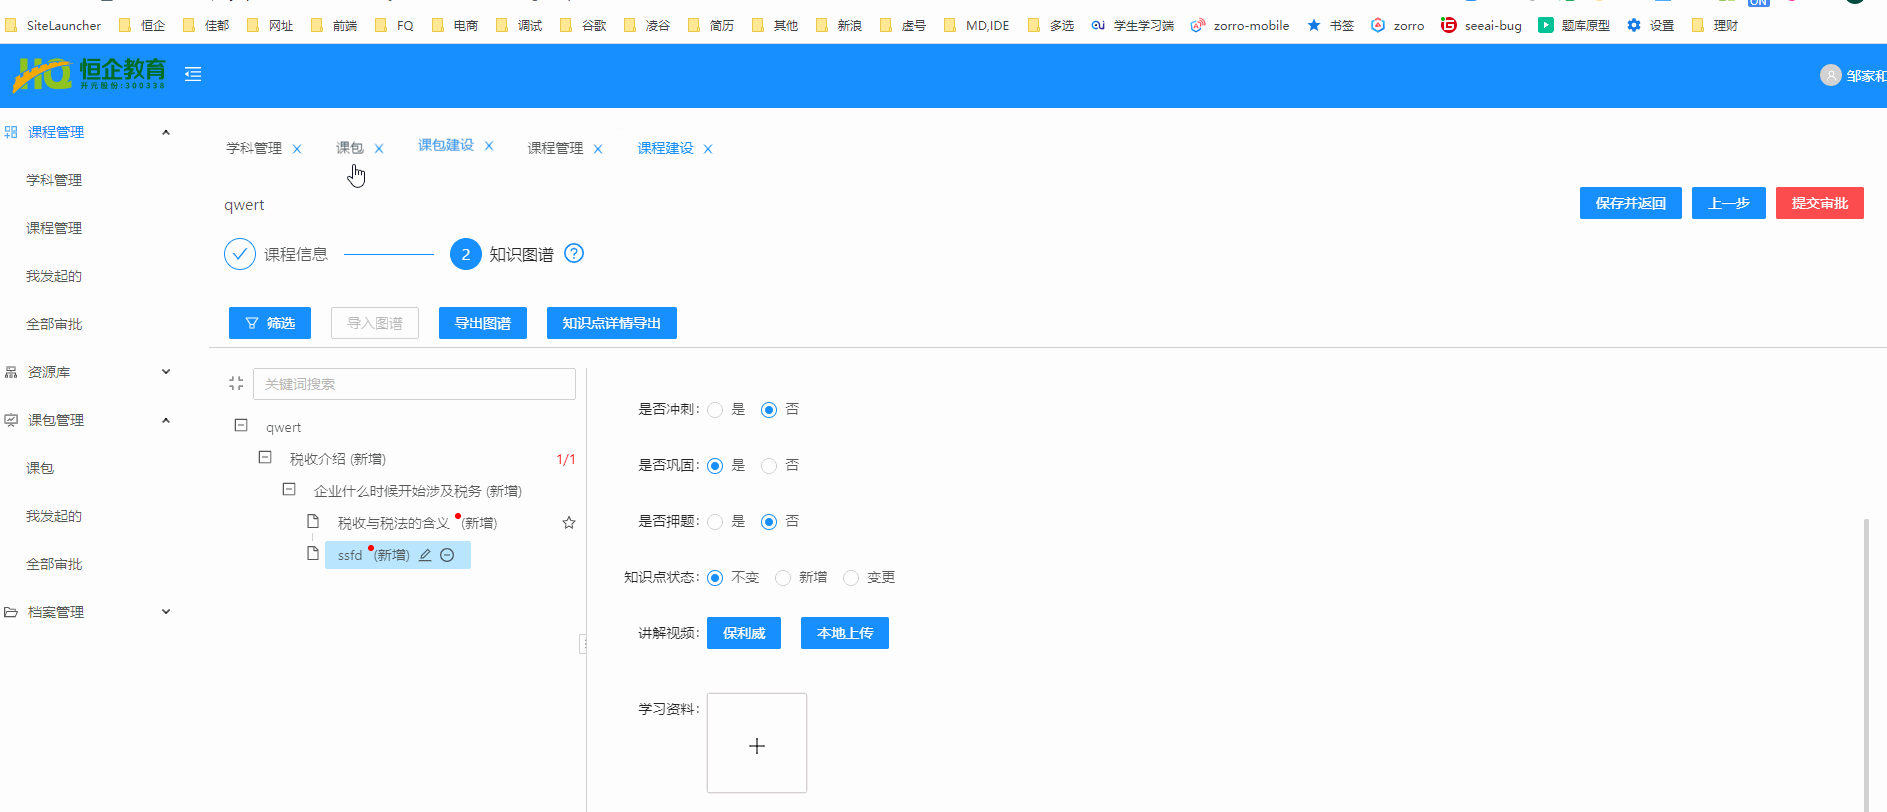 ON
SiteLauncher 恒企 佳都 网址 前端 FQ 电商 调试 谷歌 凌谷 简历 其他 新浪 虚号 MD,IDE 多选 学生学习端 zorro-mobile 书签 zorro seeai-bug 题库原型 设置 理财
HQ 恒企教育
开元股份:300338
邹家和
课程管理
学科管理
课程管理
我发起的
全部审批
资源库
课包管理
课包
我发起的
全部审批
档案管理
学科管理 课包 课包建设 课程管理 课程建设
qwert
保存并返回 上一步 提交审批
课程信息 2 知识图谱
筛选 导入图谱 导出图谱 知识点详情导出
关键词搜索
qwert
税收介绍 (新增) 1/1
企业什么时候开始涉及税务 (新增)
税收与税法的含义 (新增)
ssfd (新增)
是否冲刺: 是 否
是否巩固: 是 否
是否押题: 是 否
知识点状态: 不变 新增 变更
讲解视频: 保利威 本地上传
学习资料: